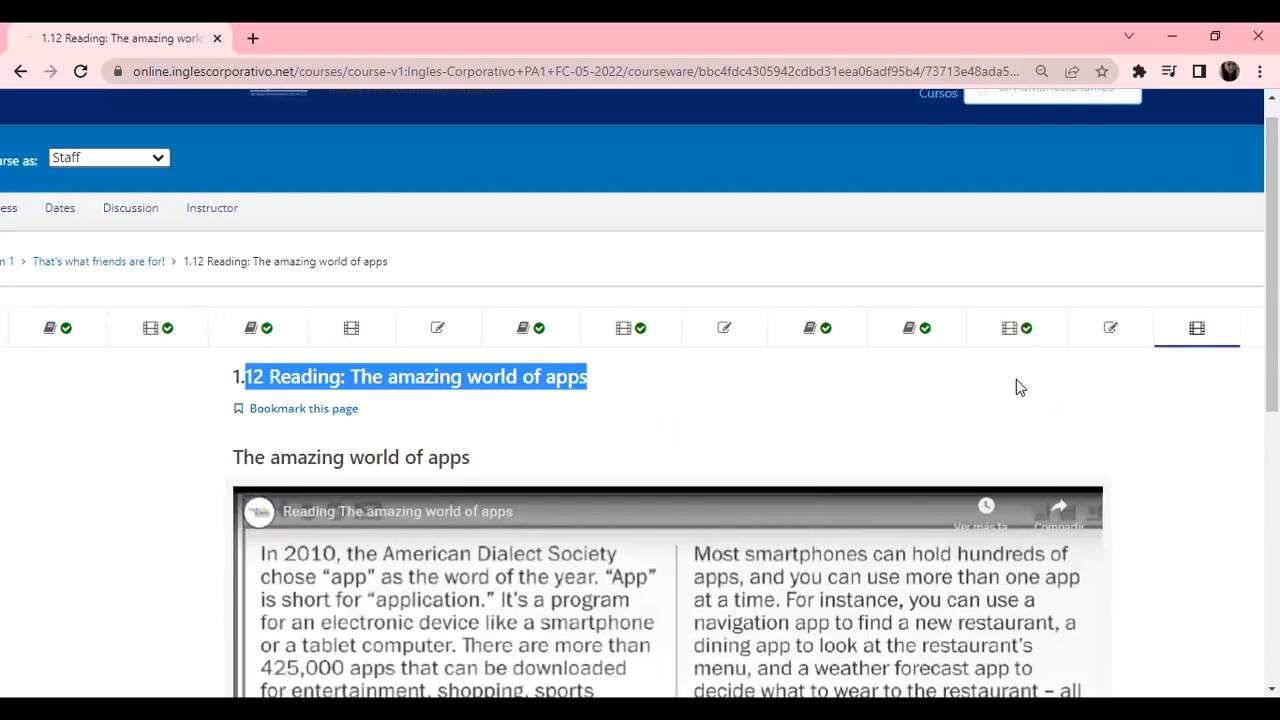 1.12 Reading: The amazing world
online.inglescorporativo.net/courses/course-v1:Ingles-Corporativo+PA1+FC-05-2022/courseware/bbc4fdc4305942cdbd31eea06adf95b4/73713e48ada5...
Cursos
urse as: Staff
ess Dates Discussion Instructor
n 1 > That's what friends are for! > 1.12 Reading: The amazing world of apps
1.12 Reading: The amazing world of apps
Bookmark this page
The amazing world of apps
Reading The amazing world of apps
Ver más ta
Compartir
In 2010, the American Dialect Society
chose “app” as the word of the year. “App”
is short for “application.” It's a program
for an electronic device like a smartphone
or a tablet computer. There are more than
425,000 apps that can be downloaded
for entertainment, shopping, sports
Most smartphones can hold hundreds of
apps, and you can use more than one app
at a time. For instance, you can use a
navigation app to find a new restaurant, a
dining app to look at the restaurant's
menu, and a weather forecast app to
decide what to wear to the restaurant – all